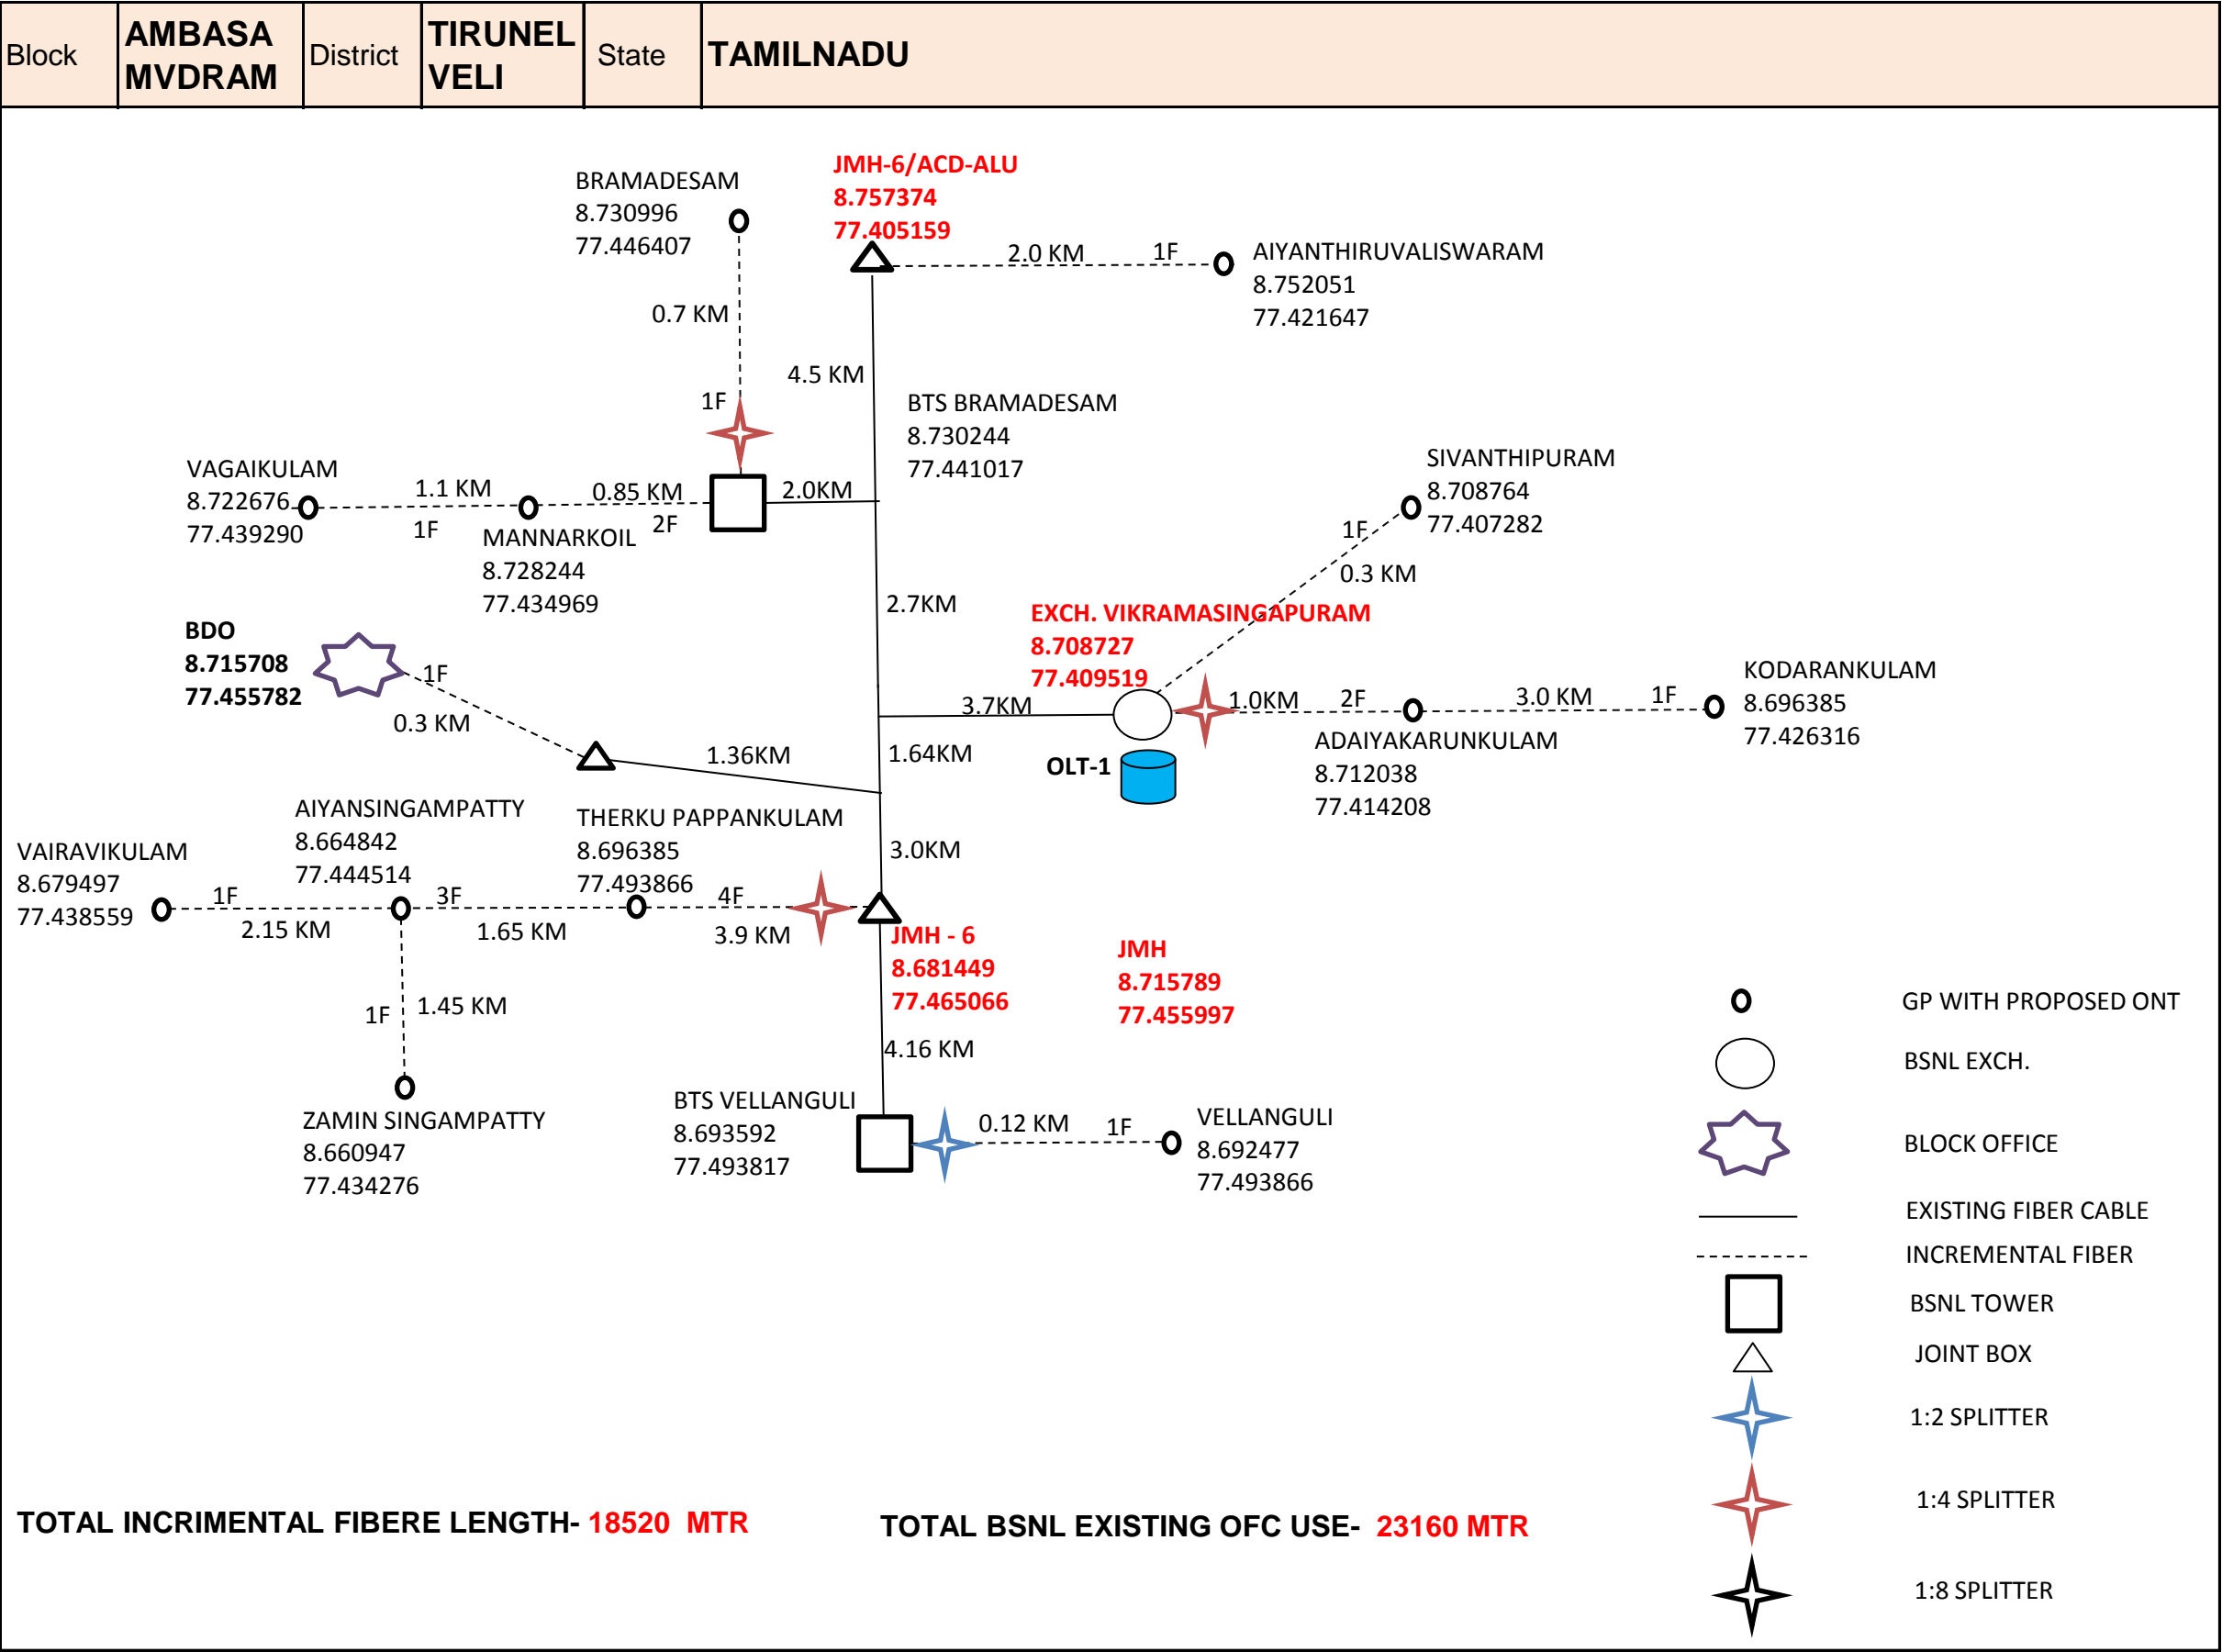 Block
AMBASA
MVDRAM
District
TIRUNEL
VELI
State
TAMILNADU
BRAMADESAM
8.730996
77.446407
JMH-6/ACD-ALU
8.757374
77.405159
2.0 KM
1F
AIYANTHIRUVALISWARAM
8.752051
77.421647
0.7 KM
4.5 KM
1F
BTS BRAMADESAM
8.730244
77.441017
VAGAIKULAM
8.722676
77.439290
1.1 KM
1F
0.85 KM
2F
2.0KM
MANNARKOIL
8.728244
77.434969
SIVANTHIPURAM
8.708764
77.407282
1F
0.3 KM
2.7KM
EXCH. VIKRAMASINGAPURAM
8.708727
77.409519
BDO
8.715708
77.455782
1F
0.3 KM
3.7KM
1.0KM
2F
3.0 KM
1F
KODARANKULAM
8.696385
77.426316
ADAIYAKARUNKULAM
8.712038
77.414208
1.36KM
1.64KM
OLT-1
AIYANSINGAMPATTY
8.664842
77.444514
THERKU PAPPANKULAM
8.696385
77.493866
VAIRAVIKULAM
8.679497
77.438559
3.0KM
1F
2.15 KM
3F
1.65 KM
4F
3.9 KM
JMH - 6
8.681449
77.465066
JMH
8.715789
77.455997
1F
1.45 KM
4.16 KM
ZAMIN SINGAMPATTY
8.660947
77.434276
BTS VELLANGULI
8.693592
77.493817
0.12 KM
1F
VELLANGULI
8.692477
77.493866
GP WITH PROPOSED ONT
BSNL EXCH.
BLOCK OFFICE
EXISTING FIBER CABLE
INCREMENTAL FIBER
BSNL TOWER
JOINT BOX
1:2 SPLITTER
1:4 SPLITTER
1:8 SPLITTER
TOTAL INCRIMENTAL FIBERE LENGTH- 18520 MTR
TOTAL BSNL EXISTING OFC USE- 23160 MTR